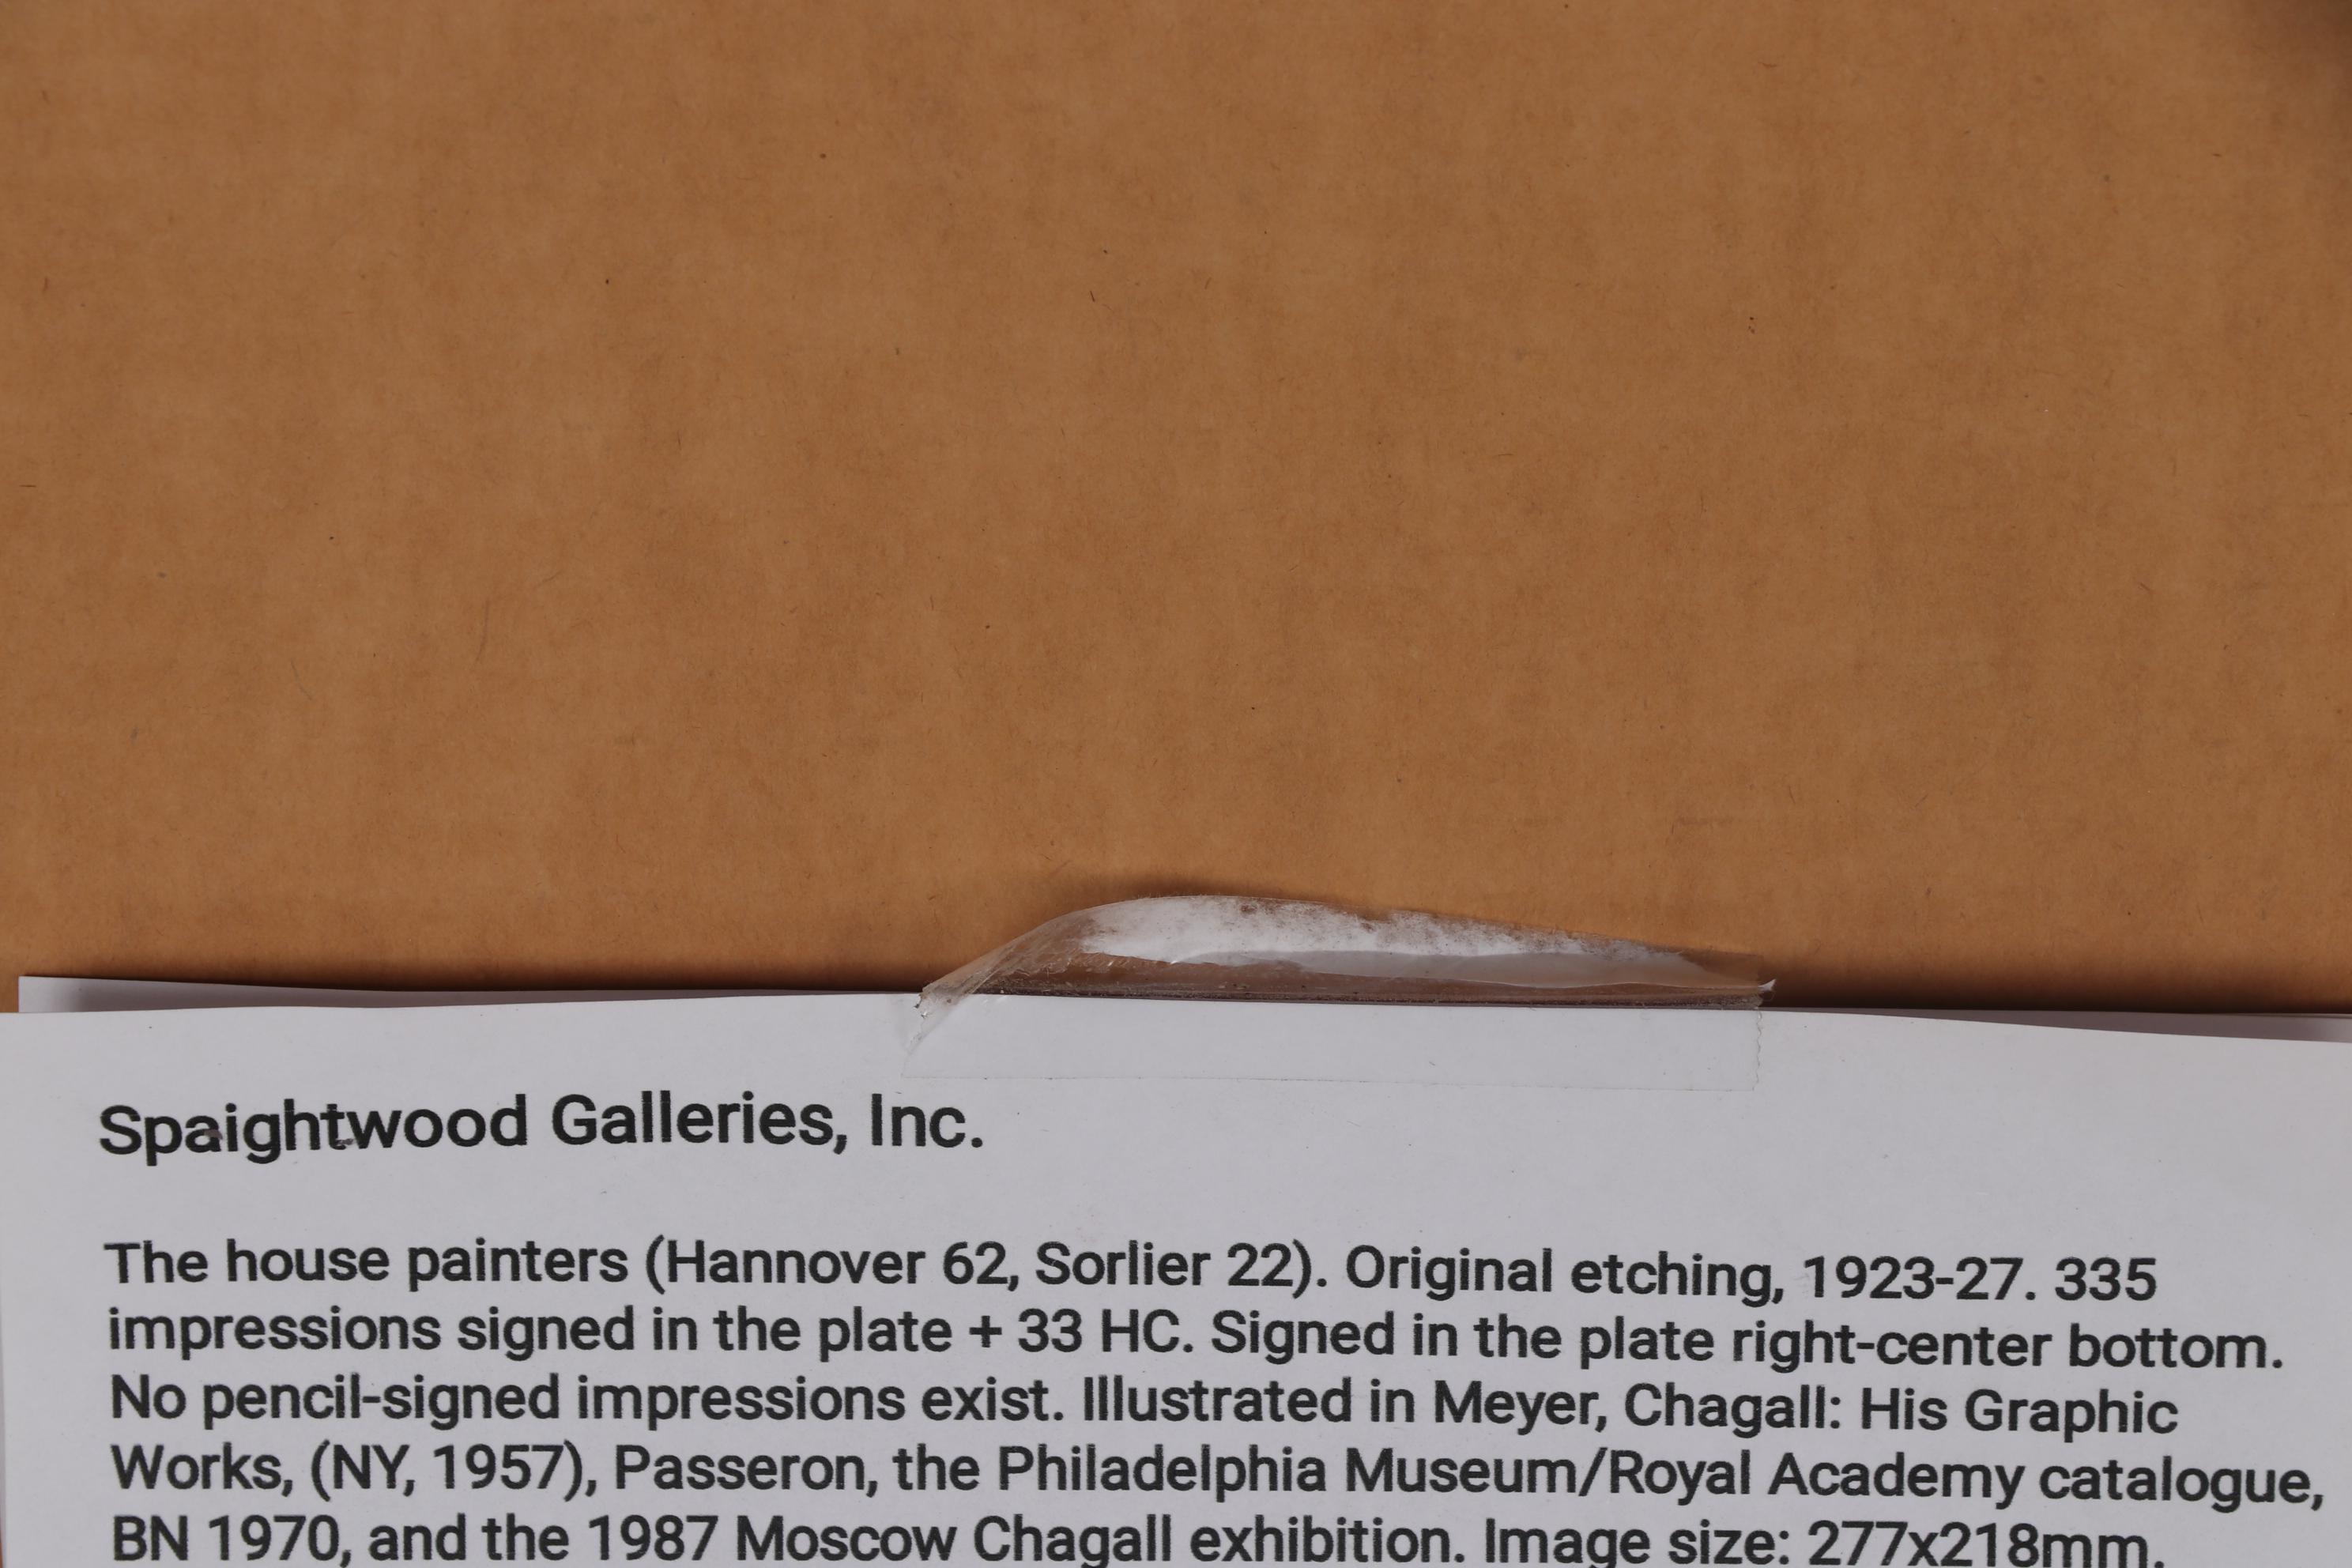 Spaightwood Galleries, Inc.
The house painters (Hannover 62, Sorlier 22). Original etching, 1923-27. 335
impressions signed in the plate + 33 HC. Signed in the plate right-center bottom.
No pencil-signed impressions exist. Illustrated in Meyer, Chagall: His Graphic
Works, (NY, 1957), Passeron, the Philadelphia Museum/Royal Academy catalogue,
BN 1970, and the 1987 Moscow Chagall exhibition. Image size: 277x218mm.